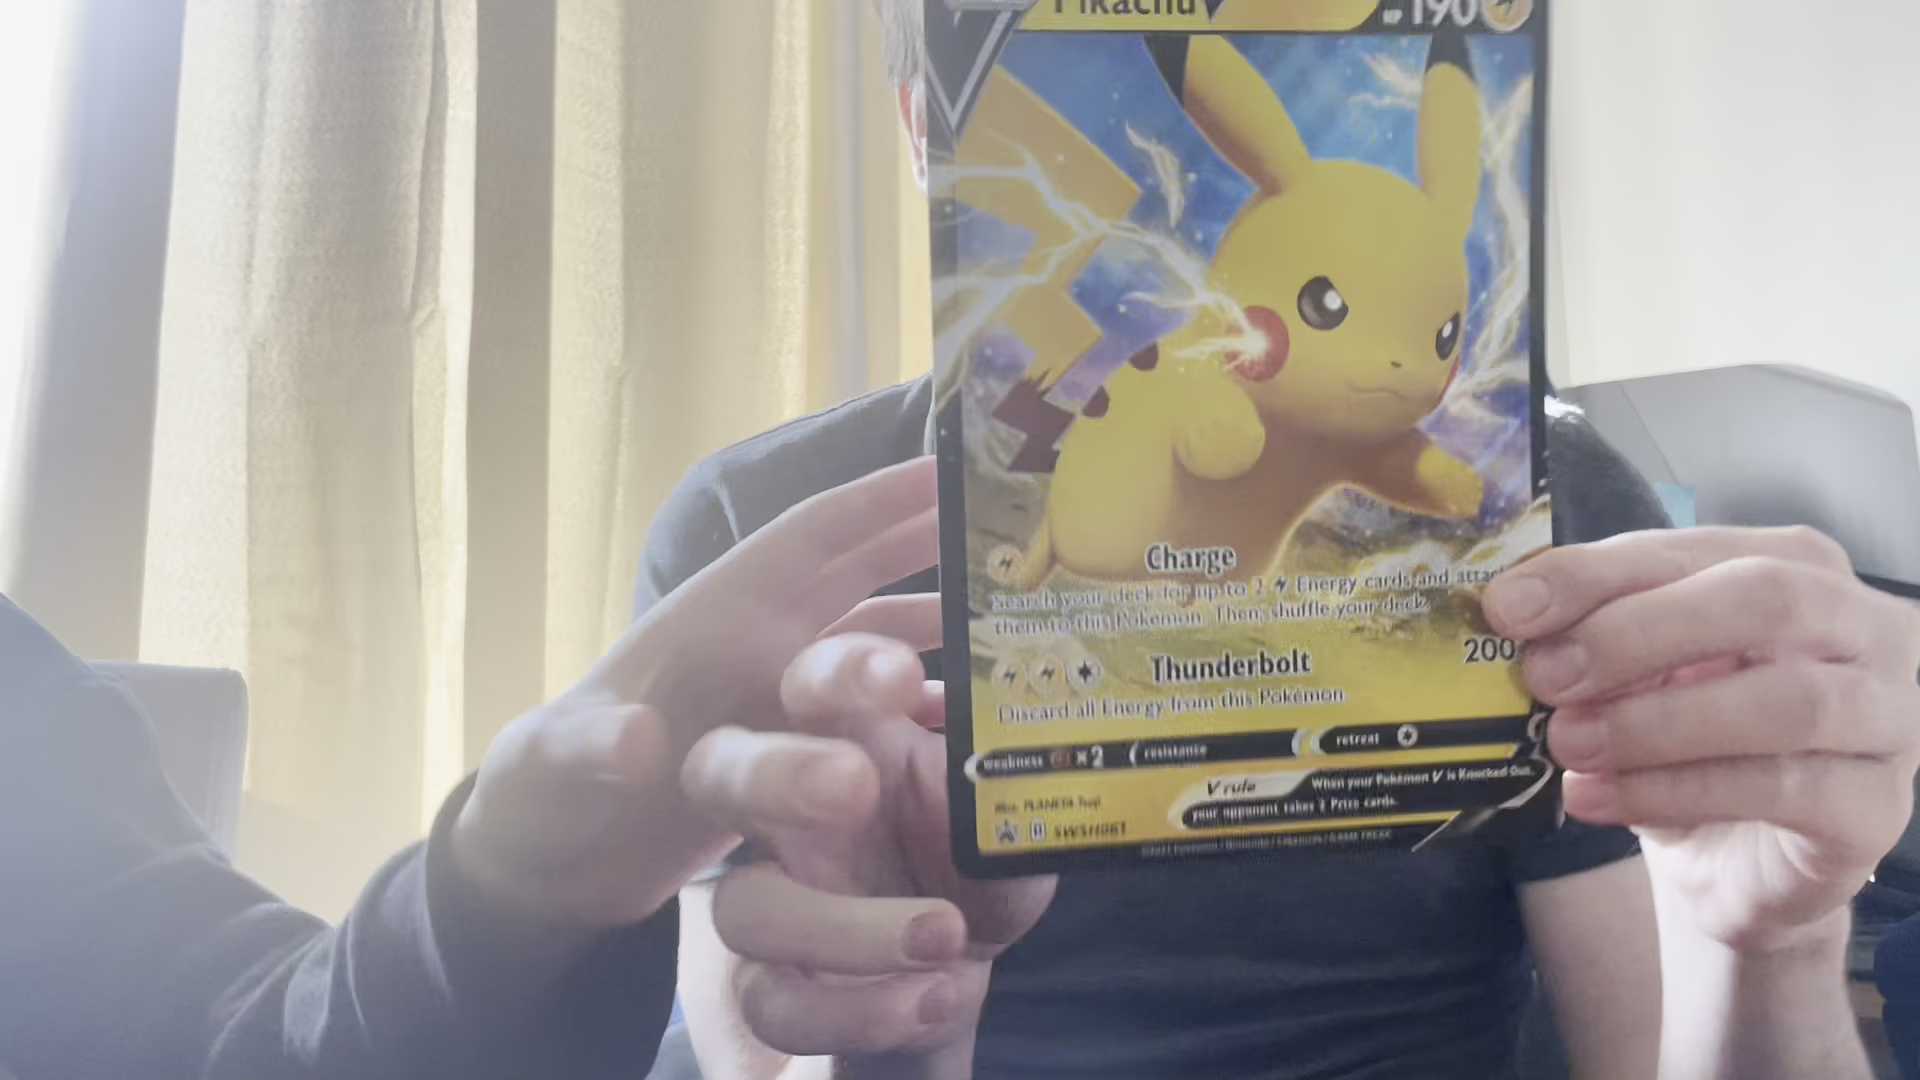 Pikachu
HP 190
Charge
Search your deck for up to 2 Energy cards and attach
them to this Pokémon. Then, shuffle your deck.
Thunderbolt 200
Discard all Energy from this Pokémon
weakness ×2 resistance retreat
V rule When your Pokémon V is Knocked Out,
your opponent takes 2 Prize cards.
Illus. PLANETA Tsuji
SWSH061